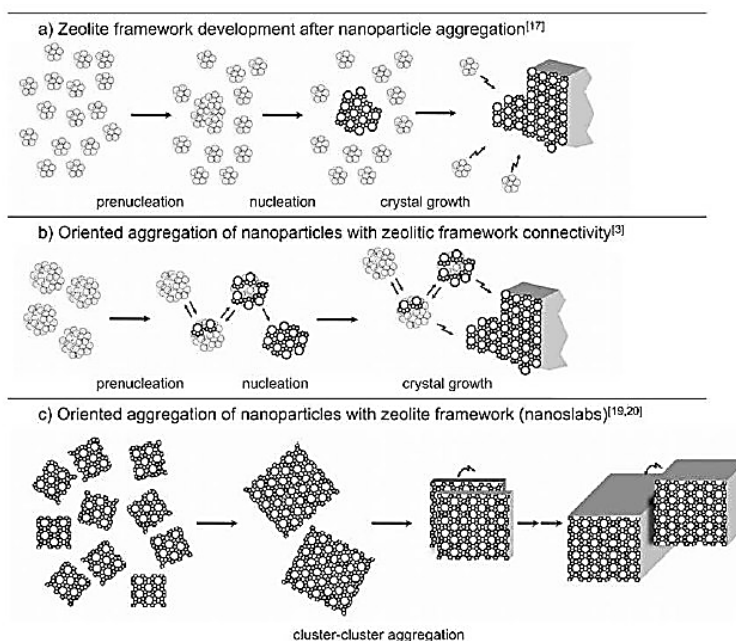 a) Zeolite framework development after nanoparticle aggregation[17]
prenucleation nucleation crystal growth
b) Oriented aggregation of nanoparticles with zeolitic framework connectivity[3]
prenucleation nucleation crystal growth
c) Oriented aggregation of nanoparticles with zeolite framework (nanoslabs)[19,20]
cluster-cluster aggregation